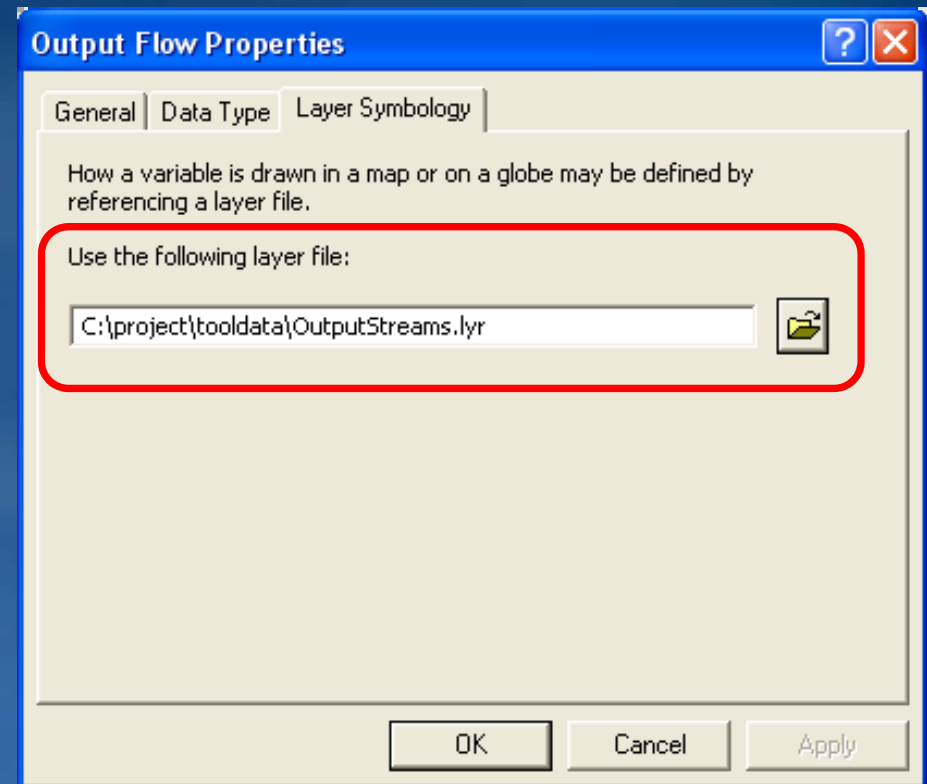 Output Flow Properties
General Data Type Layer Symbology
How a variable is drawn in a map or on a globe may be defined by
referencing a layer file.
Use the following layer file:
C:\project\tooldata\OutputStreams.lyr
OK Cancel Apply